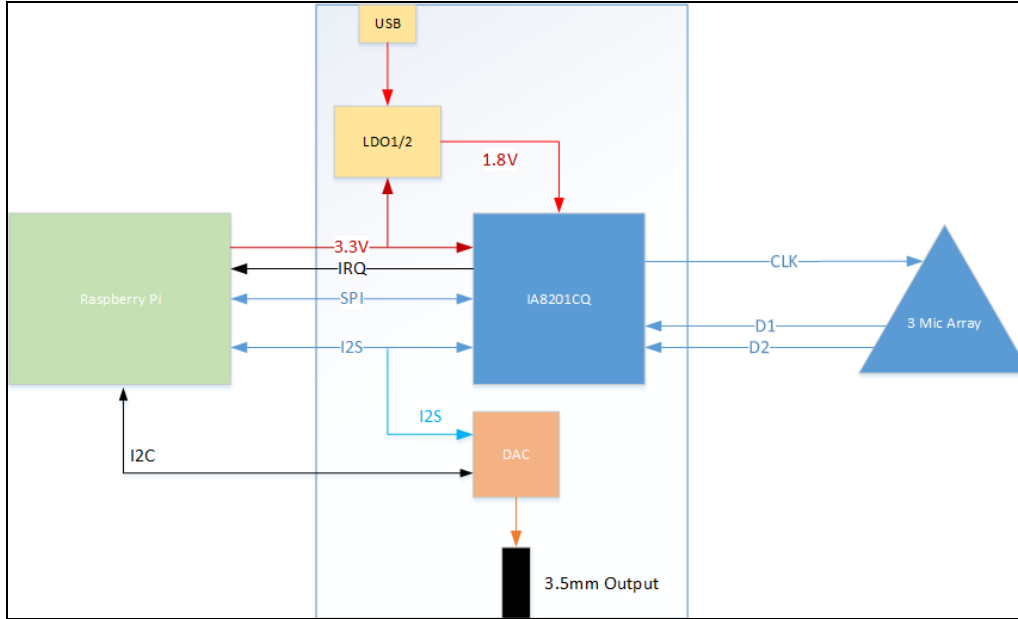 USB
LDO1/2
1.8V
3.3V
IRQ
Raspberry Pi
SPI
IA8201CQ
I2S
CLK
D1
D2
3 Mic Array
I2S
I2C
DAC
3.5mm Output